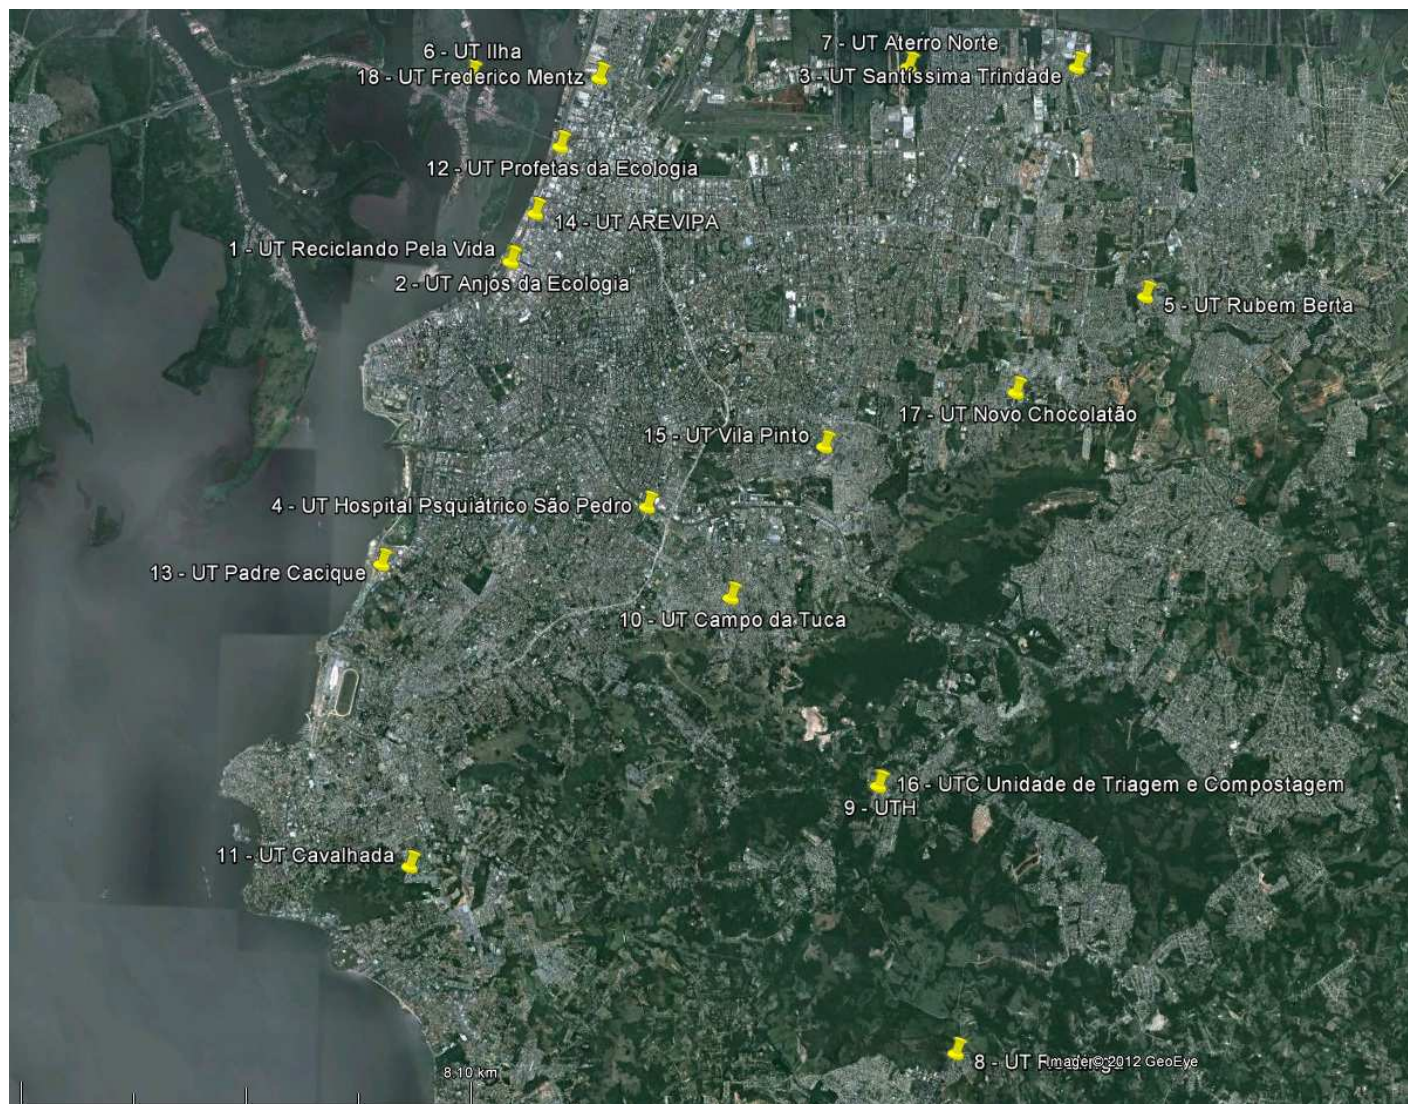 6 - UT Ilha
7 - UT Aterro Norte
18 - UT Frederico Mentz
3 - UT Santíssima Trindade
12 - UT Profetas da Ecologia
14 - UT AREVIPA
1 - UT Reciclando Pela Vida
2 - UT Anjos da Ecologia
5 - UT Rubem Berta
17 - UT Novo Chocolatão
15 - UT Vila Pinto
4 - UT Hospital Psquiátrico São Pedro
13 - UT Padre Cacique
10 - UT Campo da Tuca
16 - UTC Unidade de Triagem e Compostagem
9 - UTH
11 - UT Cavalhada
8 - UT
Image © 2012 GeoEye
8,10 km